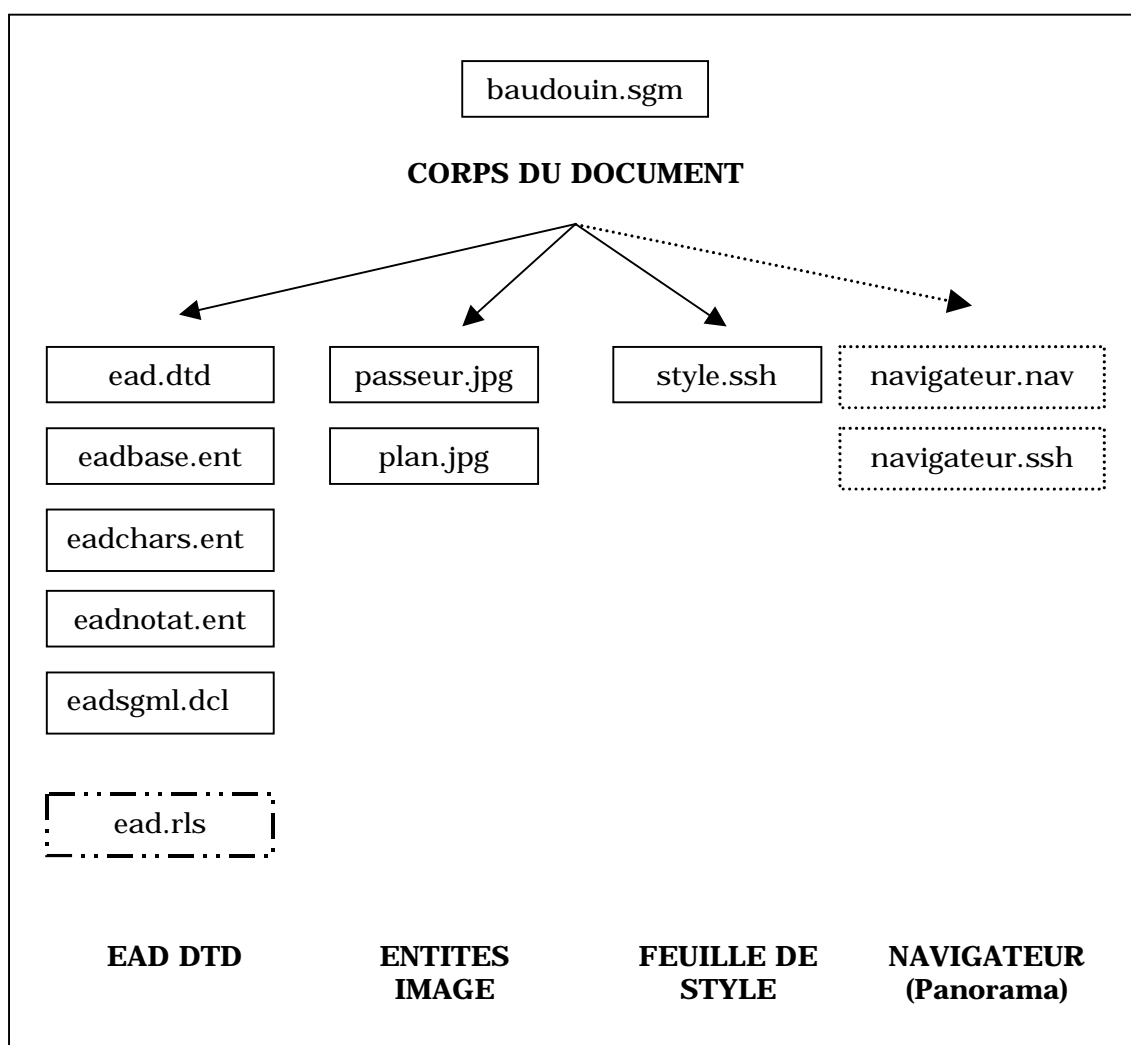 baudouin.sgm
CORPS DU DOCUMENT
ead.dtd
eadbase.ent
eadchars.ent
eadnotat.ent
eadsgml.dcl
ead.rls
EAD DTD
passeur.jpg
plan.jpg
ENTITES
IMAGE
style.ssh
FEUILLE DE
STYLE
navigateur.nav
navigateur.ssh
NAVIGATEUR
(Panorama)